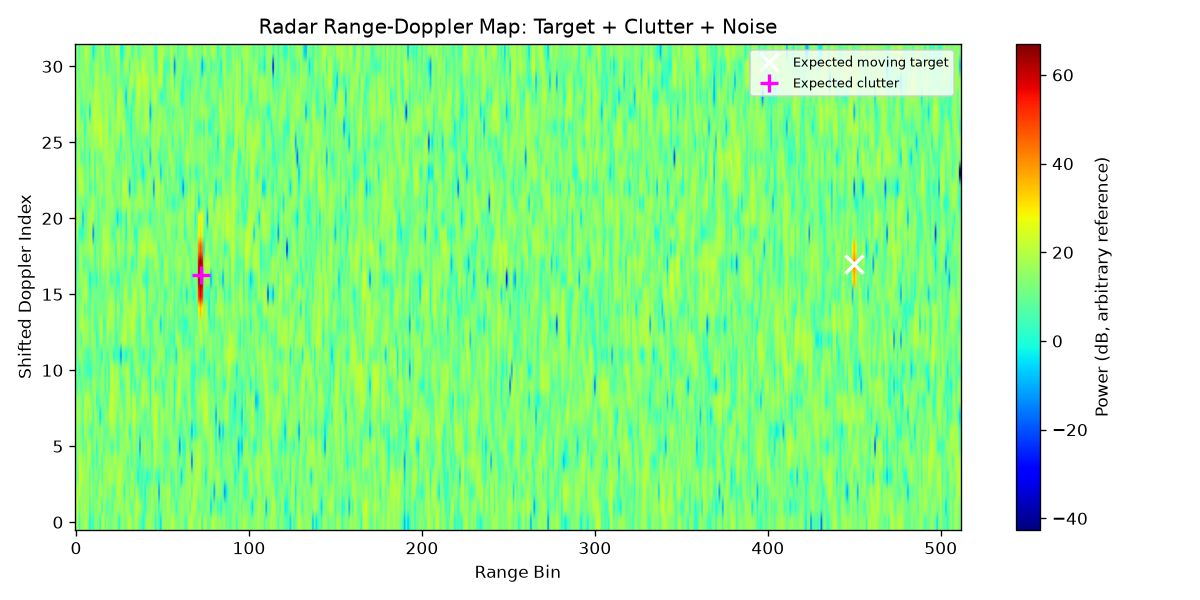 Radar Range-Doppler Map: Target + Clutter + Noise
Expected moving target
Expected clutter
30
25
20
15
10
5
0
Shifted Doppler Index
0 100 200 300 400 500
Range Bin
60
40
20
0
−20
−40
Power (dB, arbitrary reference)